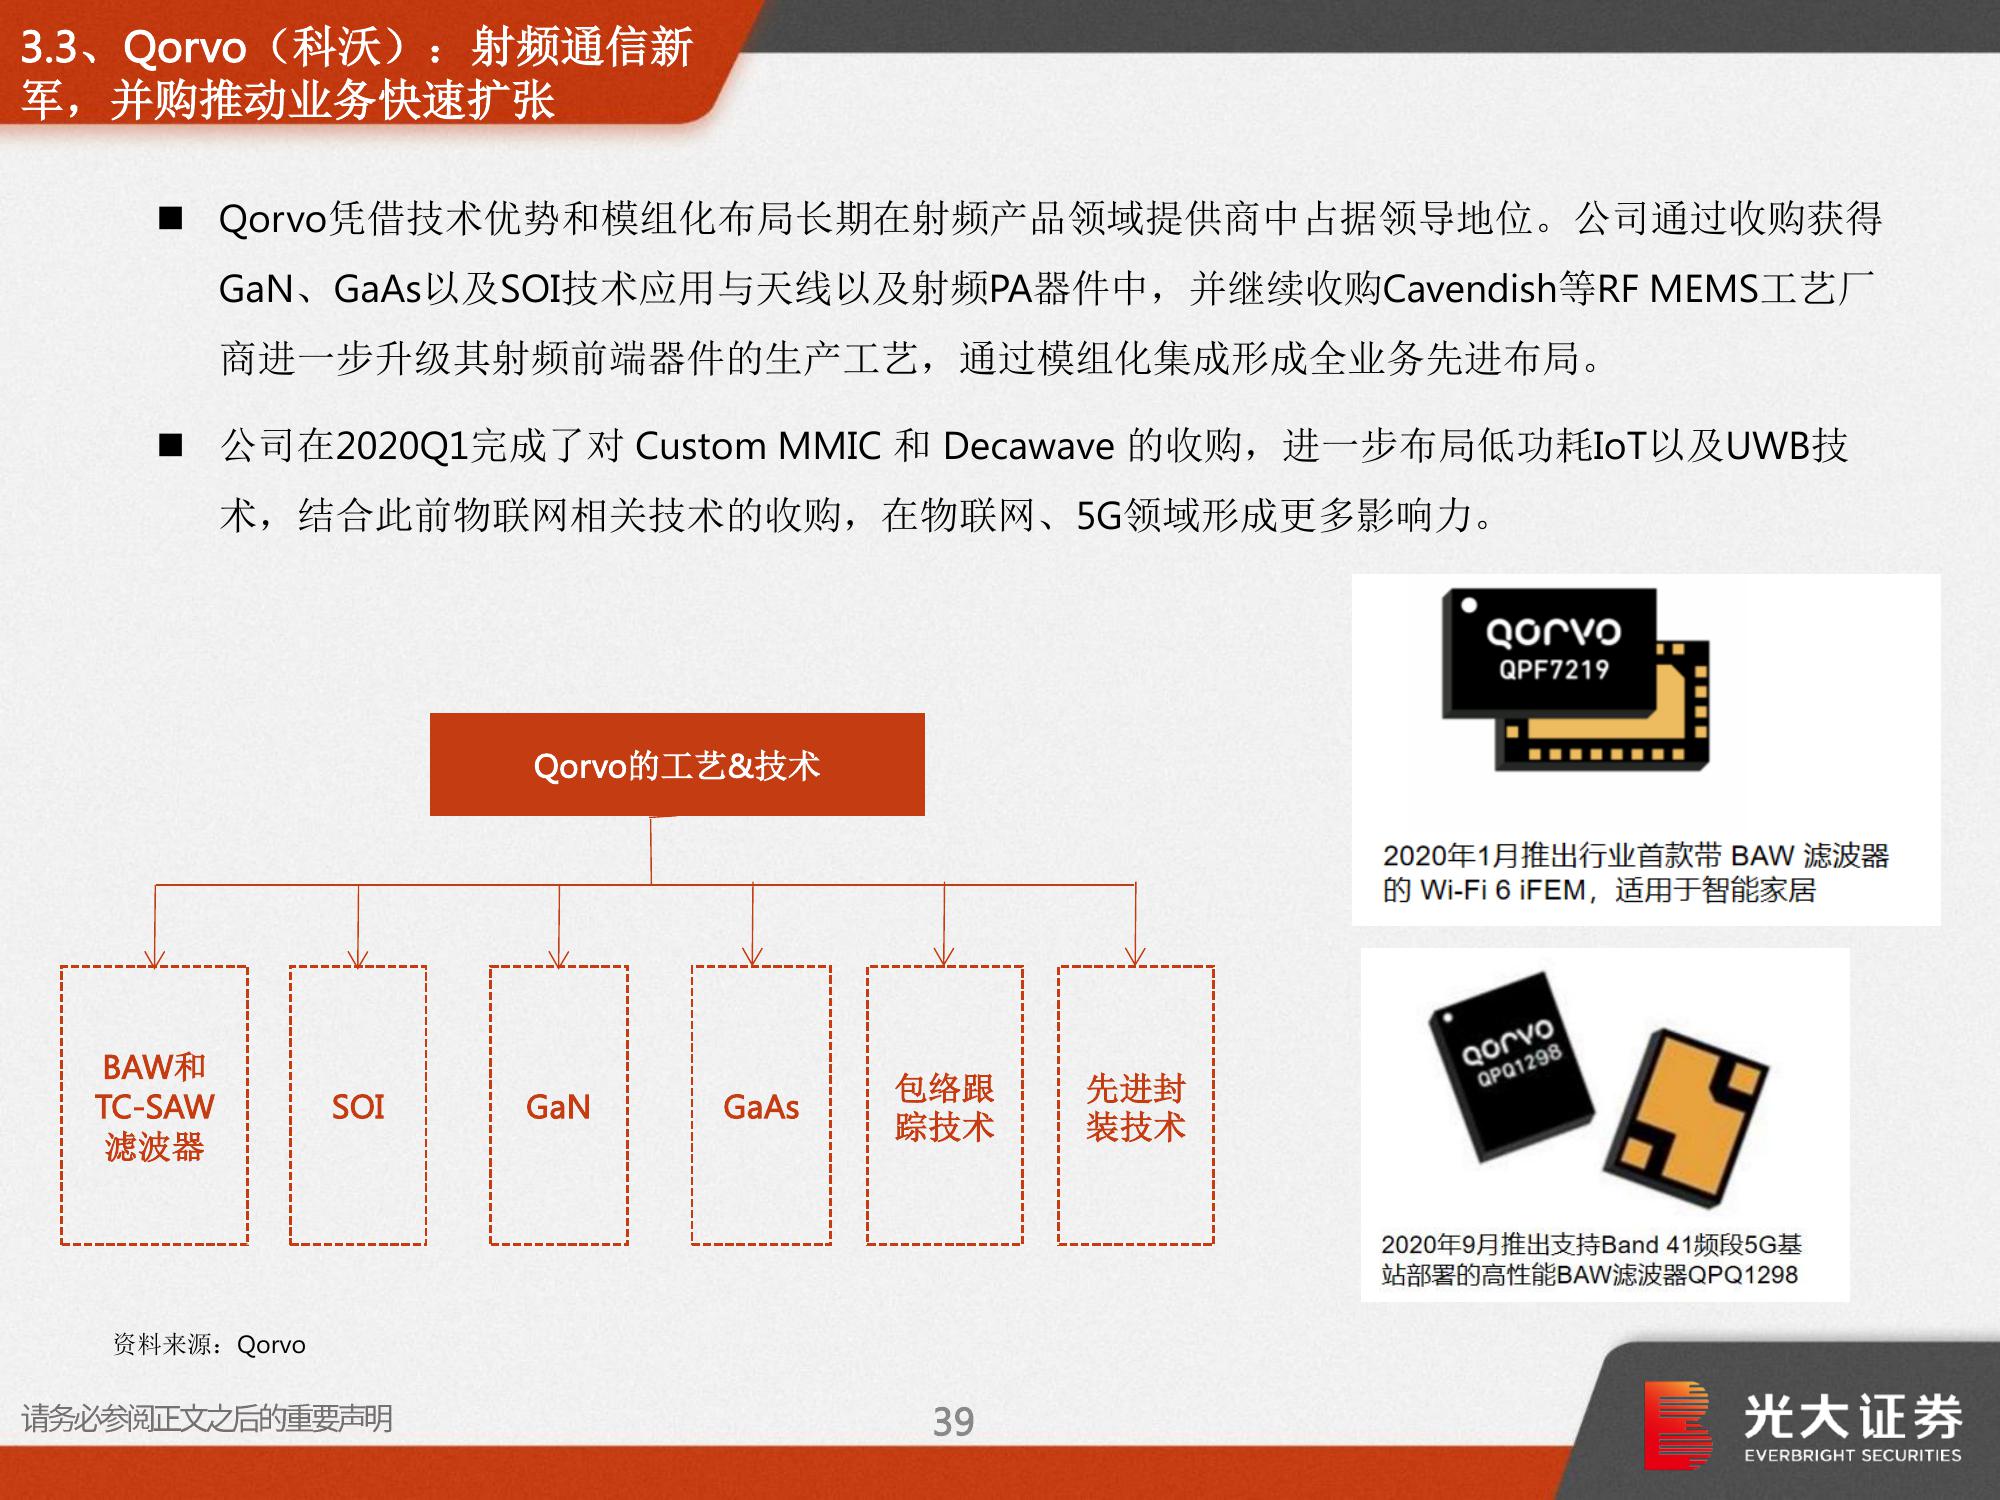 3.3、Qorvo（科沃）：射频通信新
军，并购推动业务快速扩张
■ Qorvo凭借技术优势和模组化布局长期在射频产品领域提供商中占据领导地位。公司通过收购获得
GaN、GaAs以及SOI技术应用与天线以及射频PA器件中，并继续收购Cavendish等RF MEMS工艺厂
商进一步升级其射频前端器件的生产工艺，通过模组化集成形成全业务先进布局。
■ 公司在2020Q1完成了对 Custom MMIC 和 Decawave 的收购，进一步布局低功耗IoT以及UWB技
术，结合此前物联网相关技术的收购，在物联网、5G领域形成更多影响力。
Qorvo的工艺&技术
BAW和
TC-SAW
滤波器
SOI
GaN
GaAs
包络跟
踪技术
先进封
装技术
QORVO
QPF7219
2020年1月推出行业首款带 BAW 滤波器
的 Wi-Fi 6 iFEM，适用于智能家居
QORVO
QPQ1298
2020年9月推出支持Band 41频段5G基
站部署的高性能BAW滤波器QPQ1298
资料来源：Qorvo
请务必参阅正文之后的重要声明
39
光大证券
EVERBRIGHT SECURITIES